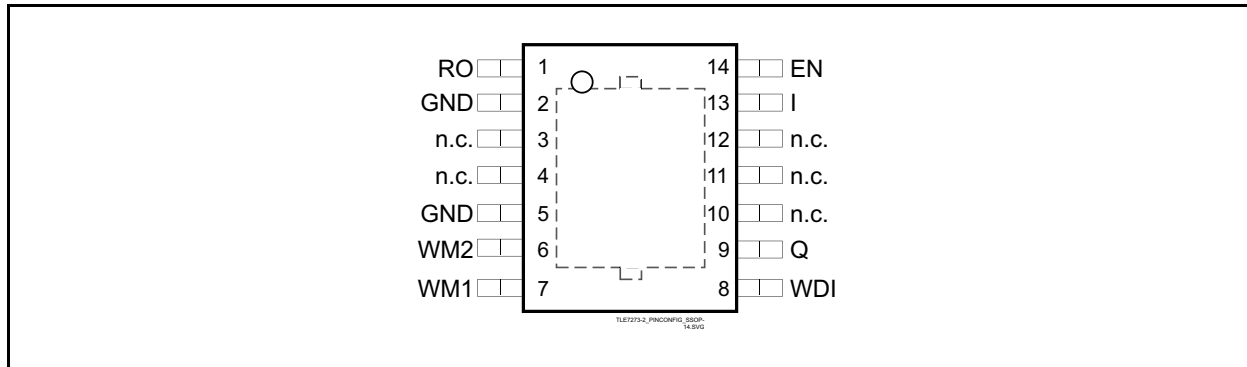 RO 1 14 EN
GND 2 13 I
n.c. 3 12 n.c.
n.c. 4 11 n.c.
GND 5 10 n.c.
WM2 6 9 Q
WM1 7 8 WDI
TLE7273-2_PINCONFIG_SSOP-
14.SVG